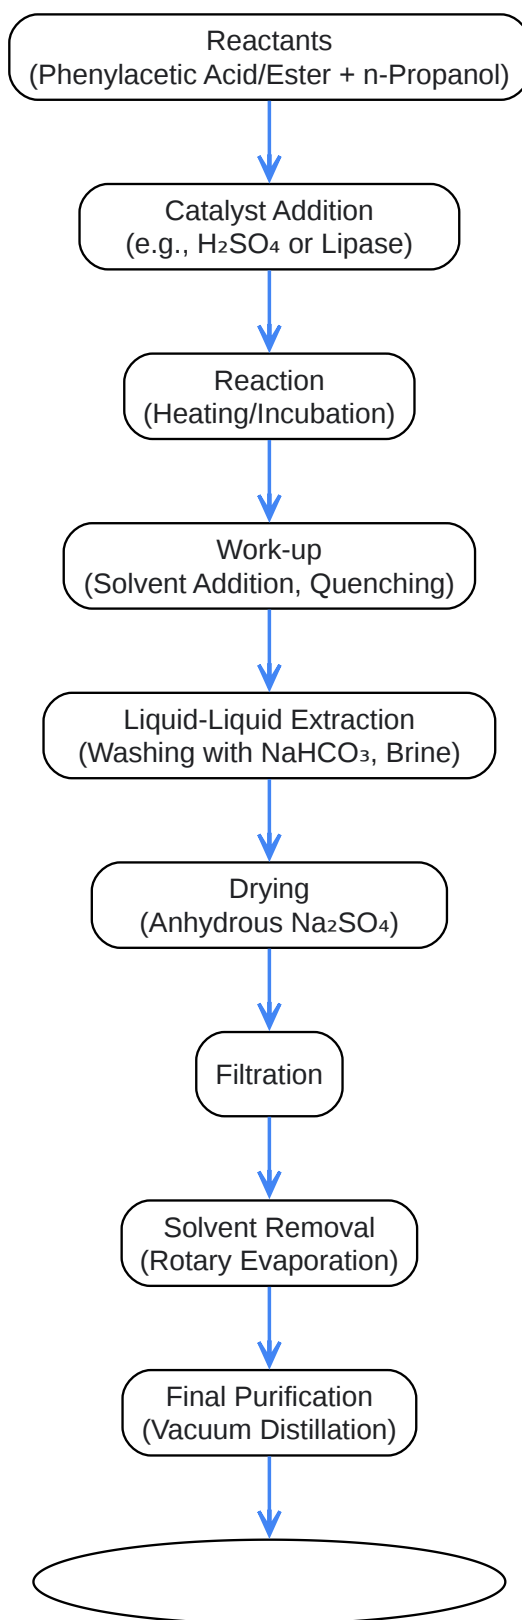 Reactants
(Phenylacetic Acid/Ester + n-Propanol)
Catalyst Addition
(e.g., H₂SO₄ or Lipase)
Reaction
(Heating/Incubation)
Work-up
(Solvent Addition, Quenching)
Liquid-Liquid Extraction
(Washing with NaHCO₃, Brine)
Drying
(Anhydrous Na₂SO₄)
Filtration
Solvent Removal
(Rotary Evaporation)
Final Purification
(Vacuum Distillation)